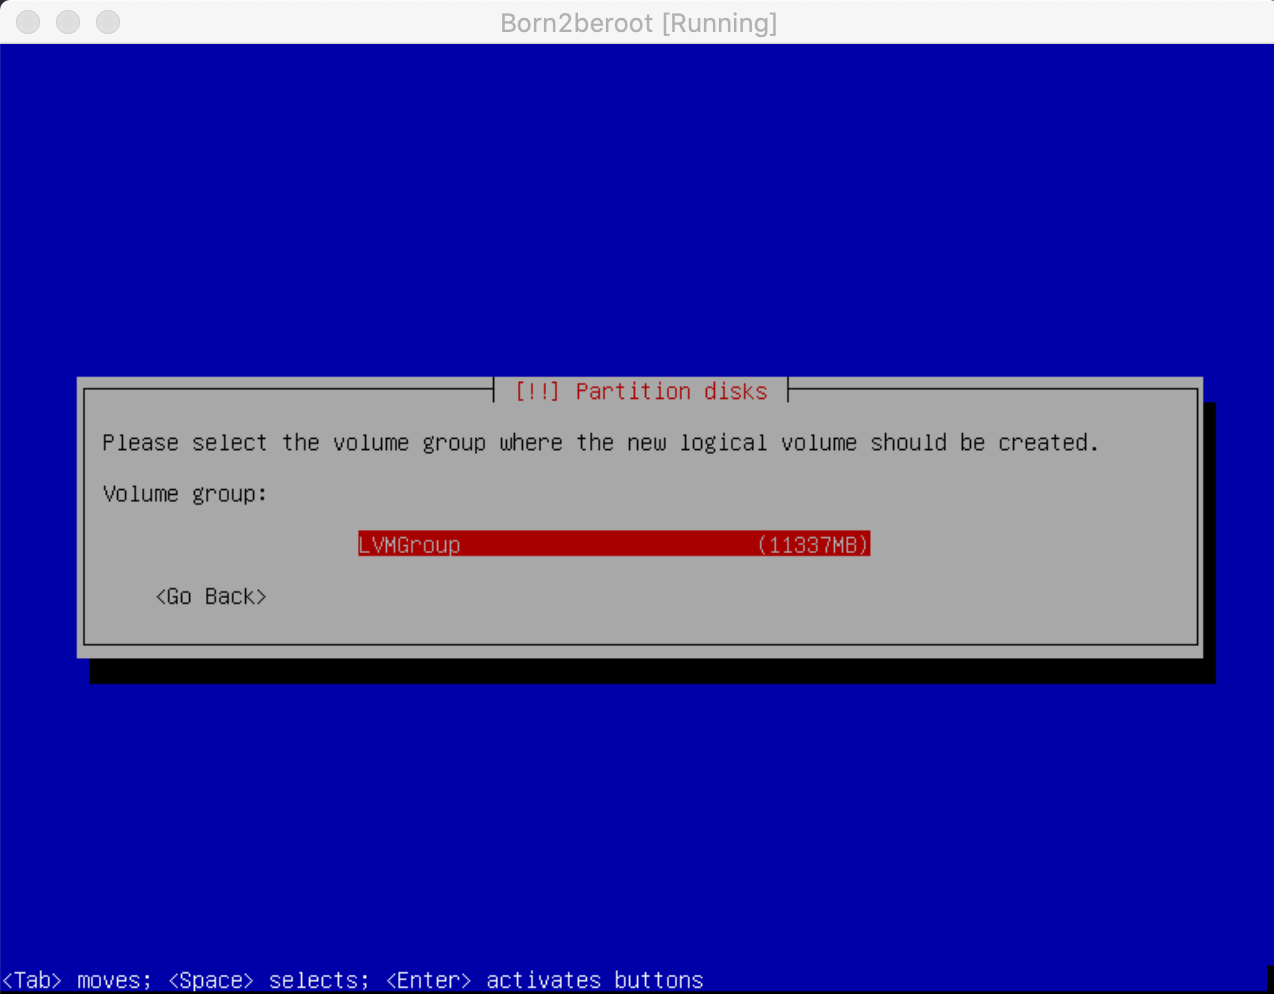 Born2beroot [Running]
[!!] Partition disks
Please select the volume group where the new logical volume should be created.
Volume group:
LVMGroup (11337MB)
<Go Back>
<Tab> moves; <Space> selects; <Enter> activates buttons